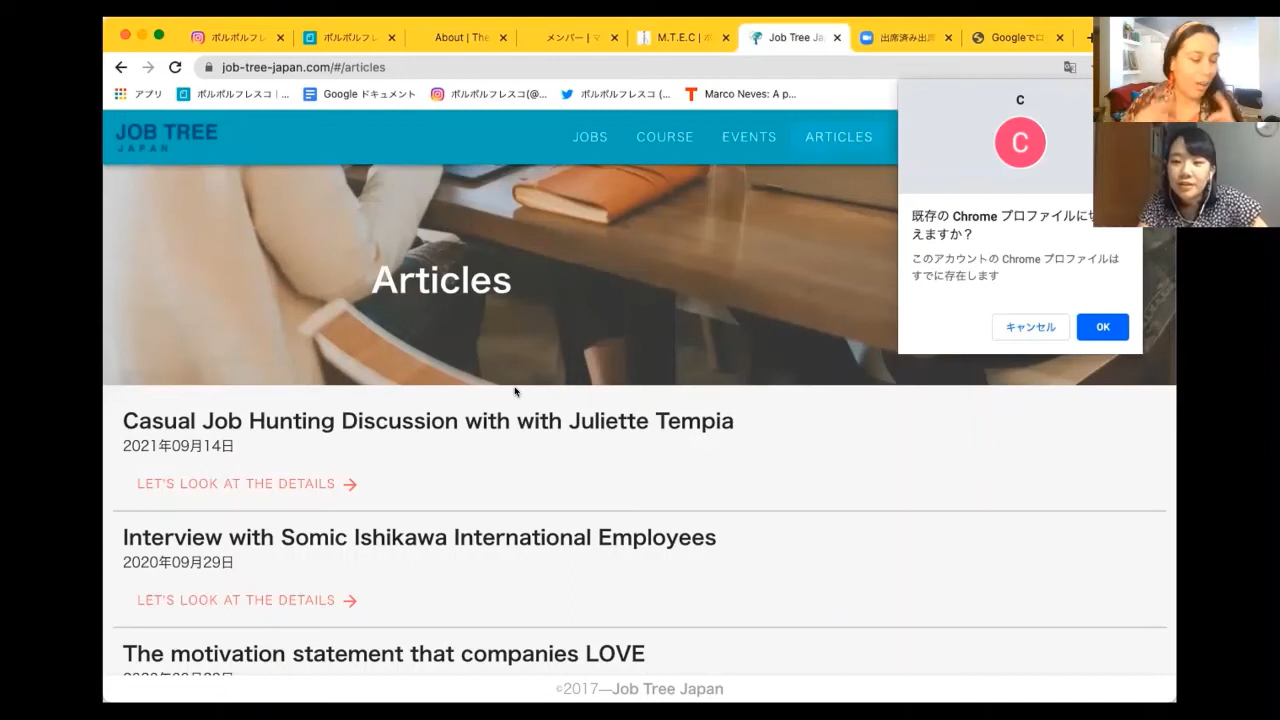 ボルボルフレ
ボルボルフレ
About | The
メンバー | マ
M.T.E.C | ボ
Job Tree Ja
出席済み出席
Googleでロ
job-tree-japan.com/#/articles
アプリ
ボルボルフレスコ | ...
Google ドキュメント
ボルボルフレスコ(@...
ボルボルフレスコ (...
Marco Neves: A p...
JOB TREE
JAPAN
JOBS
COURSE
EVENTS
ARTICLES
C
C
既存の Chrome プロファイルに
えますか？
このアカウントの Chrome プロファイルは
すでに存在します
キャンセル
OK
Articles
Casual Job Hunting Discussion with with Juliette Tempia
2021年09月14日
LET'S LOOK AT THE DETAILS
Interview with Somic Ishikawa International Employees
2020年09月29日
LET'S LOOK AT THE DETAILS
The motivation statement that companies LOVE
©2017—Job Tree Japan